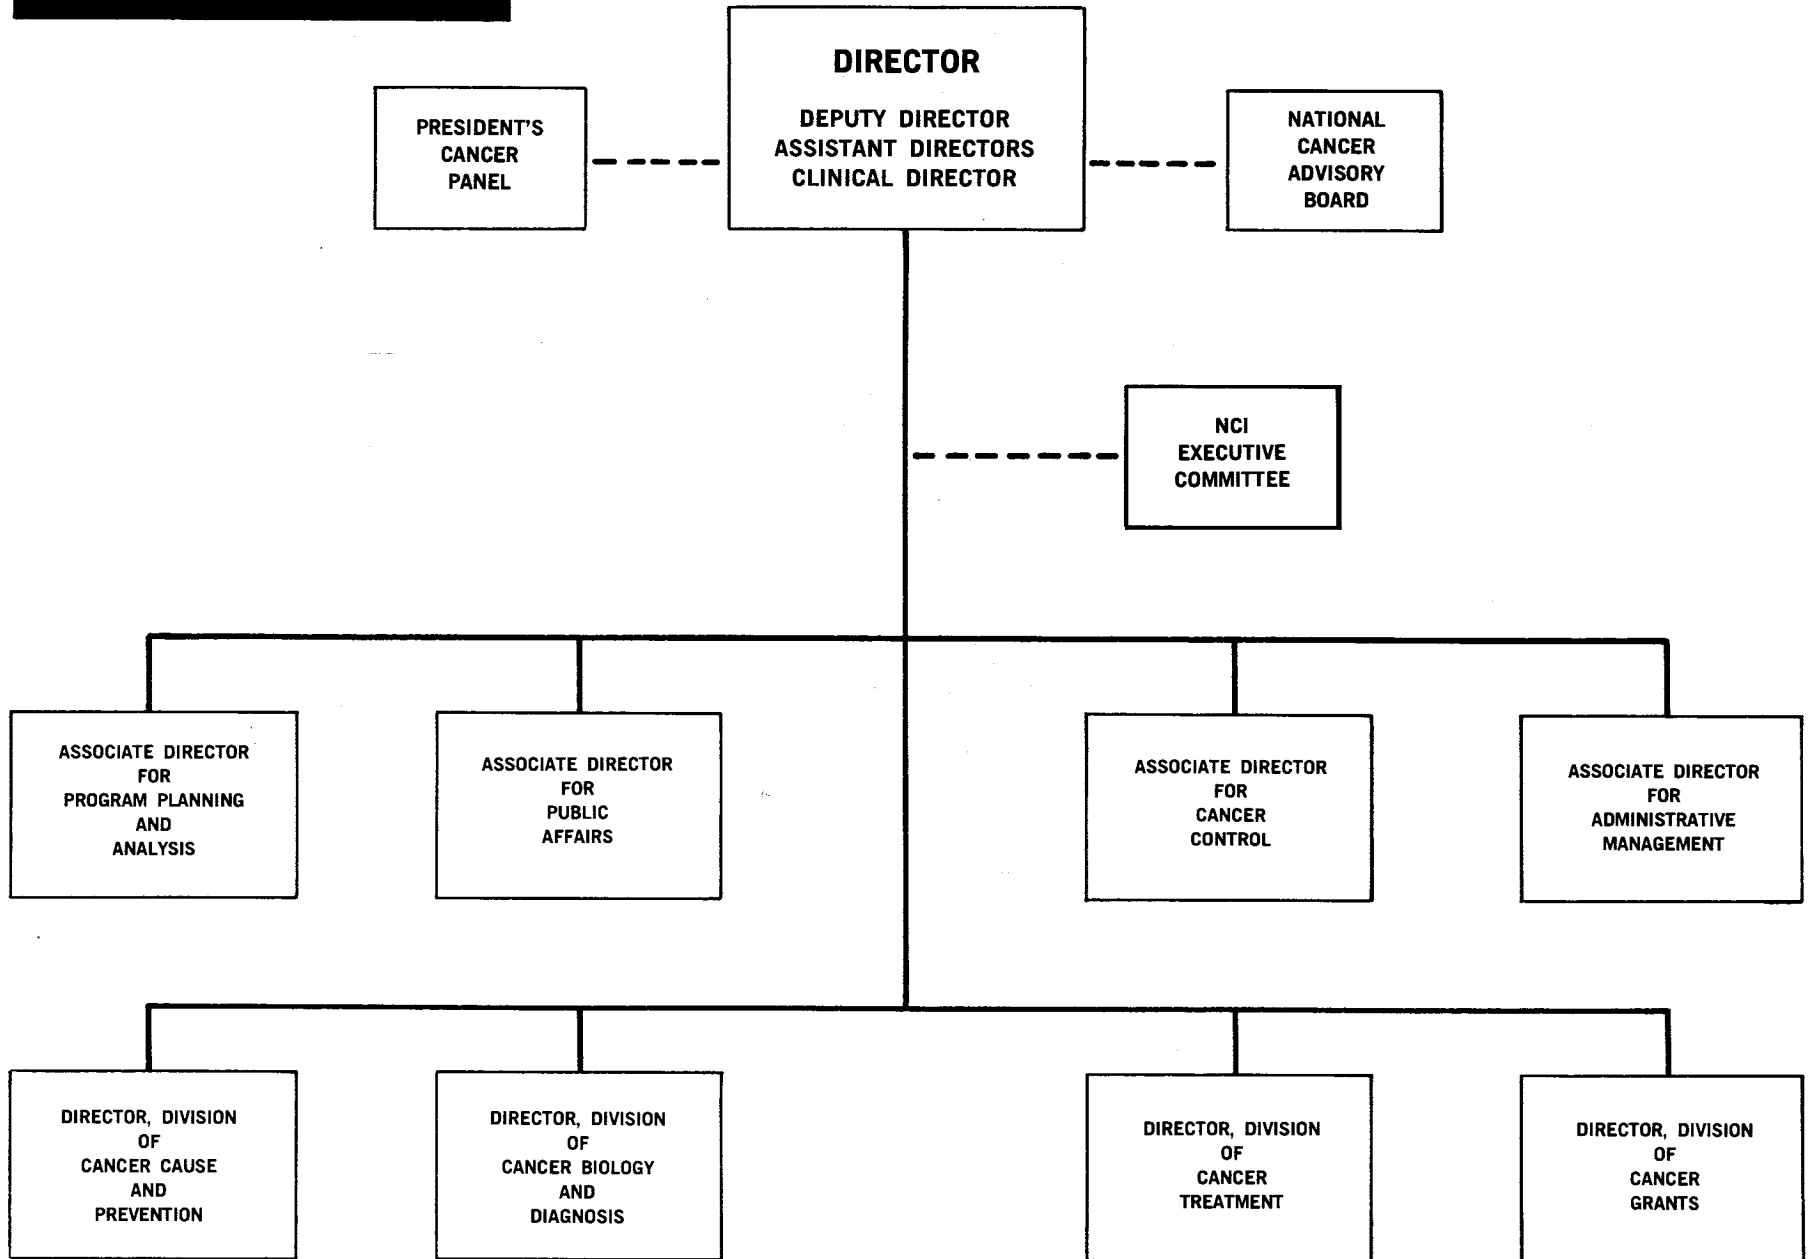 DIRECTOR
DEPUTY DIRECTOR
ASSISTANT DIRECTORS
CLINICAL DIRECTOR
PRESIDENT'S
CANCER
PANEL
NATIONAL
CANCER
ADVISORY
BOARD
NCI
EXECUTIVE
COMMITTEE
ASSOCIATE DIRECTOR
FOR
PROGRAM PLANNING
AND
ANALYSIS
ASSOCIATE DIRECTOR
FOR
PUBLIC
AFFAIRS
ASSOCIATE DIRECTOR
FOR
CANCER
CONTROL
ASSOCIATE DIRECTOR
FOR
ADMINISTRATIVE
MANAGEMENT
DIRECTOR, DIVISION
OF
CANCER CAUSE
AND
PREVENTION
DIRECTOR, DIVISION
OF
CANCER BIOLOGY
AND
DIAGNOSIS
DIRECTOR, DIVISION
OF
CANCER
TREATMENT
DIRECTOR, DIVISION
OF
CANCER
GRANTS